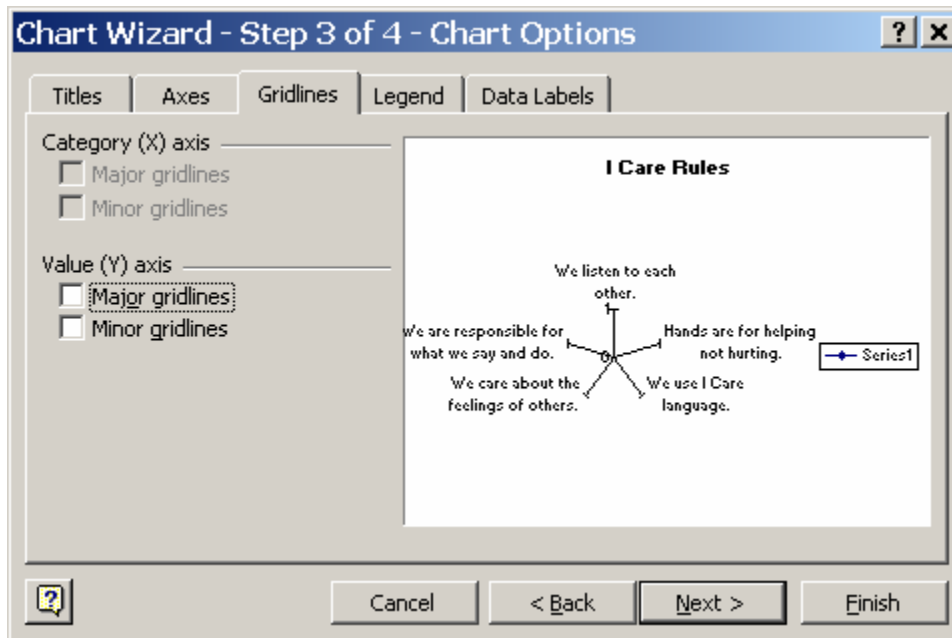 Chart Wizard - Step 3 of 4 - Chart Options
? x
Titles Axes Gridlines Legend Data Labels
Category (X) axis
Major gridlines
Minor gridlines
Value (Y) axis
Major gridlines
Minor gridlines
I Care Rules
We listen to each
other.
Hands are for helping
not hurting.
We use I Care
language.
We care about the
feelings of others.
We are responsible for
what we say and do.
0
Series1
?
Cancel < Back Next > Finish